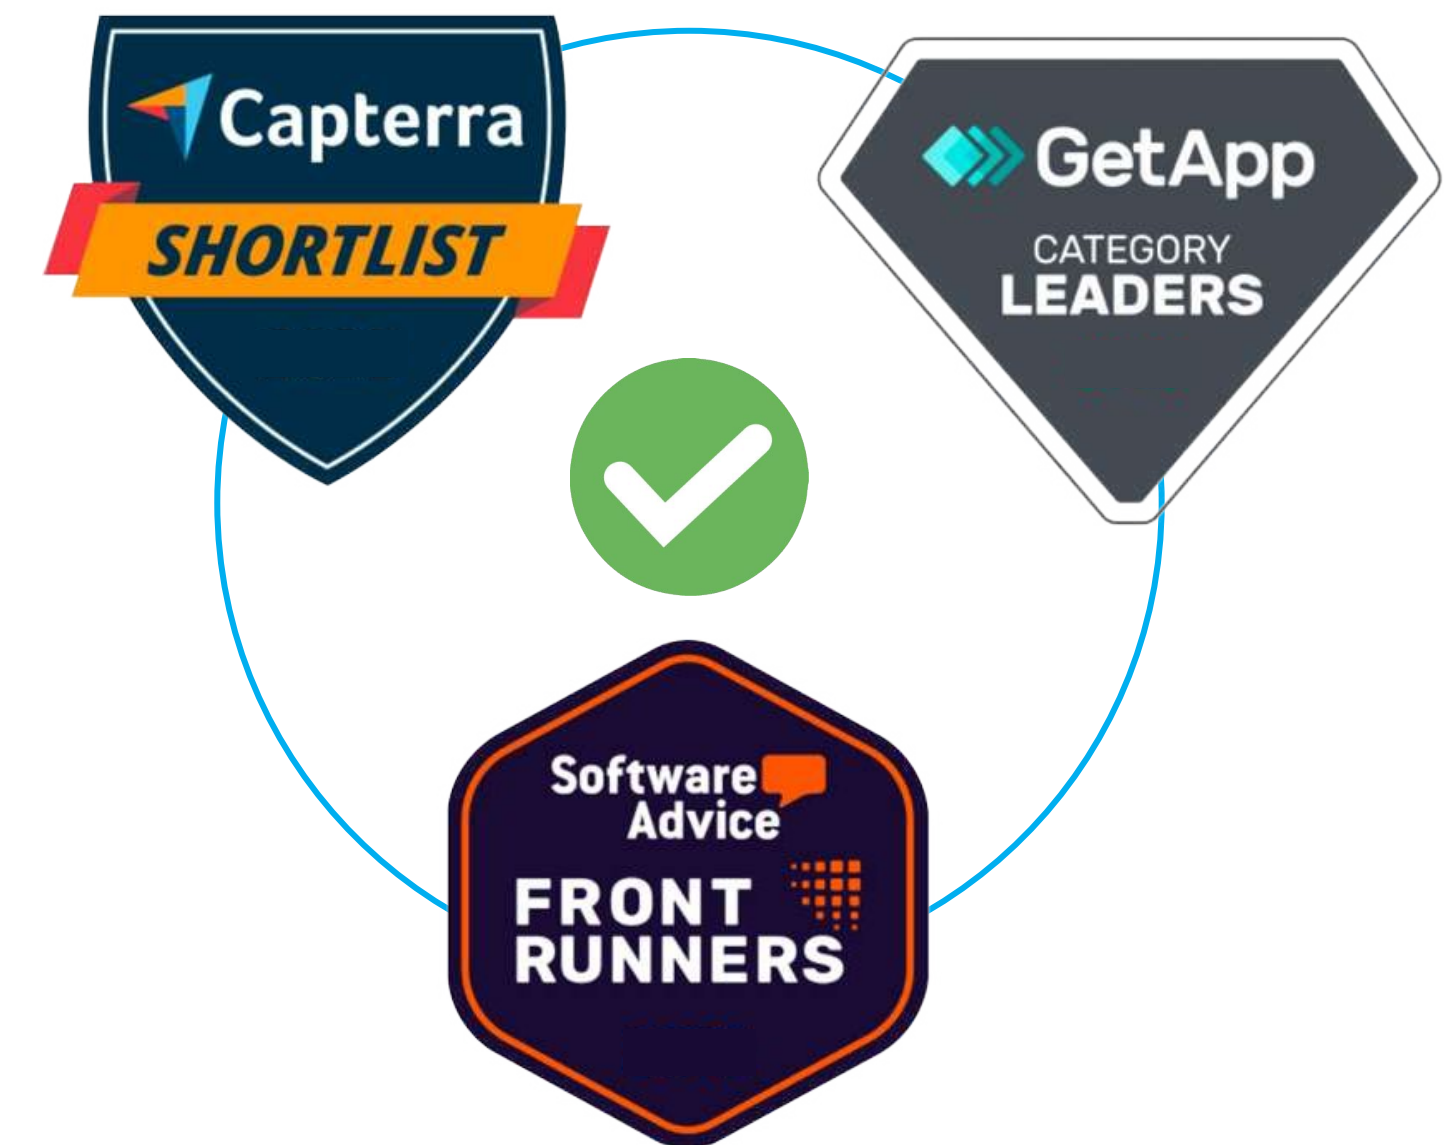 Capterra
SHORTLIST
GetApp
CATEGORY
LEADERS
Software
Advice
FRONT
RUNNERS